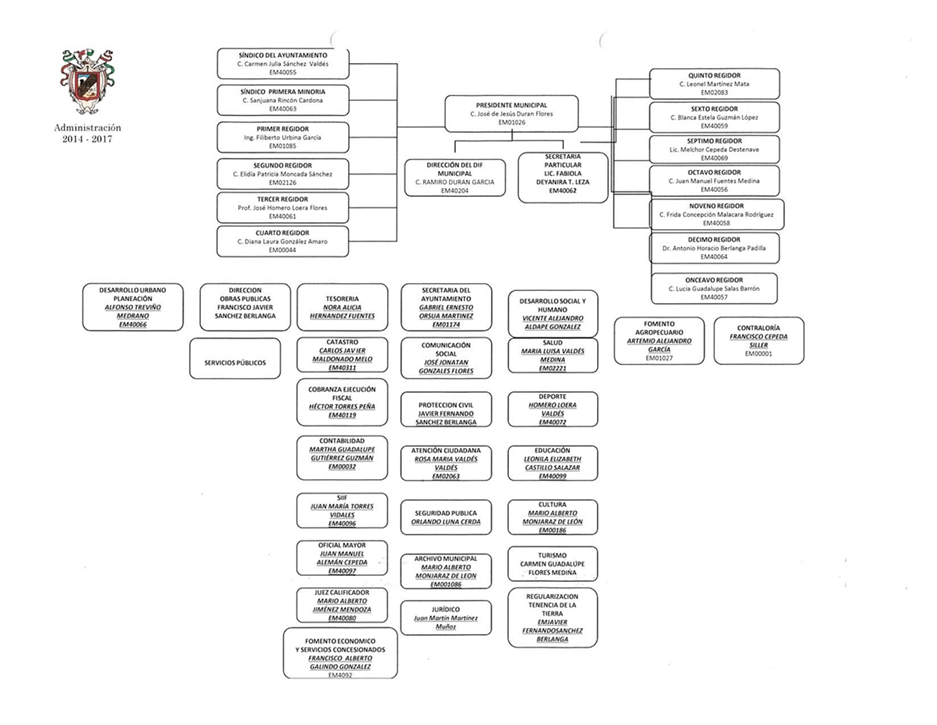 Administración
2014 - 2017
SÍNDICO DEL AYUNTAMIENTO
C. Carmen Julia Sánchez Valdés
EM40055
SÍNDICO PRIMERA MINORIA
C. Sanjuana Rincón Cardona
EM40063
PRIMER REGIDOR
Ing. Filiberto Urbina García
EM01085
SEGUNDO REGIDOR
C. Elidia Patricia Moncada Sánchez
EM02126
TERCER REGIDOR
Prof. José Homero Loera Flores
EM40061
CUARTO REGIDOR
C. Diana Laura González Amaro
EM00044
PRESIDENTE MUNICIPAL
C. José de Jesús Duran Flores
EM01026
DIRECCIÓN DEL DIF
MUNICIPAL
C. RAMIRO DURAN GARCIA
EM40204
SECRETARIA
PARTICULAR
LIC. FABIOLA
DEYANIRA T. LEZA
EM40062
QUINTO REGIDOR
C. Leonel Martínez Mata
EM02083
SEXTO REGIDOR
C. Blanca Estela Guzmán López
EM40059
SEPTIMO REGIDOR
Lic. Melchor Cepeda Destenave
EM40069
OCTAVO REGIDOR
C. Juan Manuel Fuentes Medina
EM40056
NOVENO REGIDOR
C. Frida Concepción Malacara Rodríguez
EM40058
DECIMO REGIDOR
Dr. Antonio Horacio Berlanga Padilla
EM40064
ONCEAVO REGIDOR
C. Lucia Guadalupe Salas Barrón
EM40057
DESARROLLO URBANO
PLANEACIÓN
ALFONSO TREVIÑO
MEDRANO
EM40066
DIRECCION
OBRAS PUBLICAS
FRANCISCO JAVIER
SANCHEZ BERLANGA
SERVICIOS PÚBLICOS
TESORERIA
NORA ALICIA
HERNANDEZ FUENTES
CATASTRO
CARLOS JAVIER
MALDONADO MELO
EM40311
COBRANZA EJECUCIÓN
FISCAL
HÉCTOR TORRES PEÑA
EM40119
CONTABILIDAD
MARTHA GUADALUPE
GUTIÉRREZ GUZMÁN
EM00032
SIIF
JUAN MARÍA TORRES
VIDALES
EM40096
OFICIAL MAYOR
JUAN MANUEL
ALEMÁN CEPEDA
EM40097
JUEZ CALIFICADOR
MARIO ALBERTO
JIMÉNEZ MENDOZA
EM40080
FOMENTO ECONOMICO
Y SERVICIOS CONCESIONADOS
FRANCISCO ALBERTO
GALINDO GONZALEZ
EM4092
SECRETARIA DEL
AYUNTAMIENTO
GABRIEL ERNESTO
ORSUA MARTINEZ
EM01174
COMUNICACIÓN
SOCIAL
JOSÉ JONATAN
GONZALES FLORES
PROTECCION CIVIL
JAVIER FERNANDO
SANCHEZ BERLANGA
ATENCIÓN CIUDADANA
ROSA MARIA VALDÉS
VALDÉS
EM02063
SEGURIDAD PUBLICA
ORLANDO LUNA CERDA
ARCHIVO MUNICIPAL
MARIO ALBERTO
MONJARAZ DE LEON
EM001086
JURÍDICO
Juan Martín Martínez
Muñoz
DESARROLLO SOCIAL Y
HUMANO
VICENTE ALEJANDRO
ALDAPE GONZALEZ
SALUD
MARIA LUISA VALDÉS
MEDINA
EM02221
DEPORTE
HOMERO LOERA
VALDÉS
EM40072
EDUCACIÓN
LEONILA ELIZABETH
CASTILLO SALAZAR
EM40099
CULTURA
MARIO ALBERTO
MONJARAZ DE LEÓN
EM00186
TURISMO
CARMEN GUADALUPE
FLORES MEDINA
REGULARIZACION
TENENCIA DE LA
TIERRA
EMJAVIER
FERNANDOSANCHEZ
BERLANGA
FOMENTO
AGROPECUARIO
ARTEMIO ALEJANDRO
GARCÍA
EM01027
CONTRALORÍA
FRANCISCO CEPEDA
SILLER
EM00001